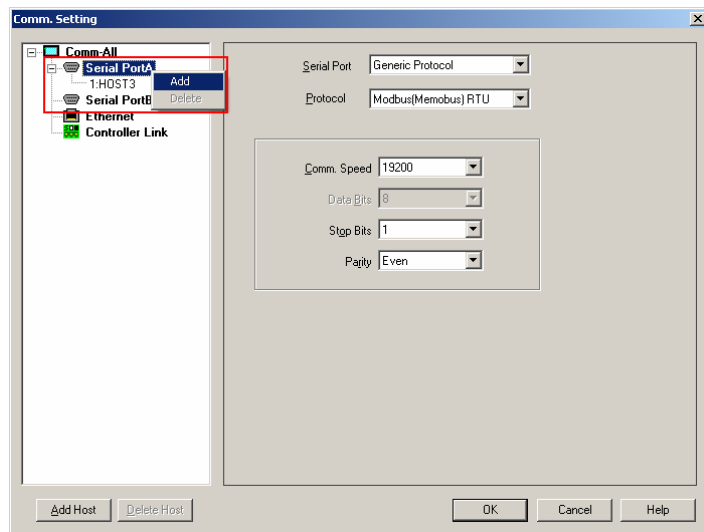 Comm. Setting
Comm-All
Serial PortA
Add
1:HOST3
Delete
Serial PortB
Ethernet
Controller Link
Serial Port Generic Protocol
Protocol Modbus(Memobus) RTU
Comm. Speed 19200
Data Bits 8
Stop Bits 1
Parity Even
Add Host Delete Host OK Cancel Help